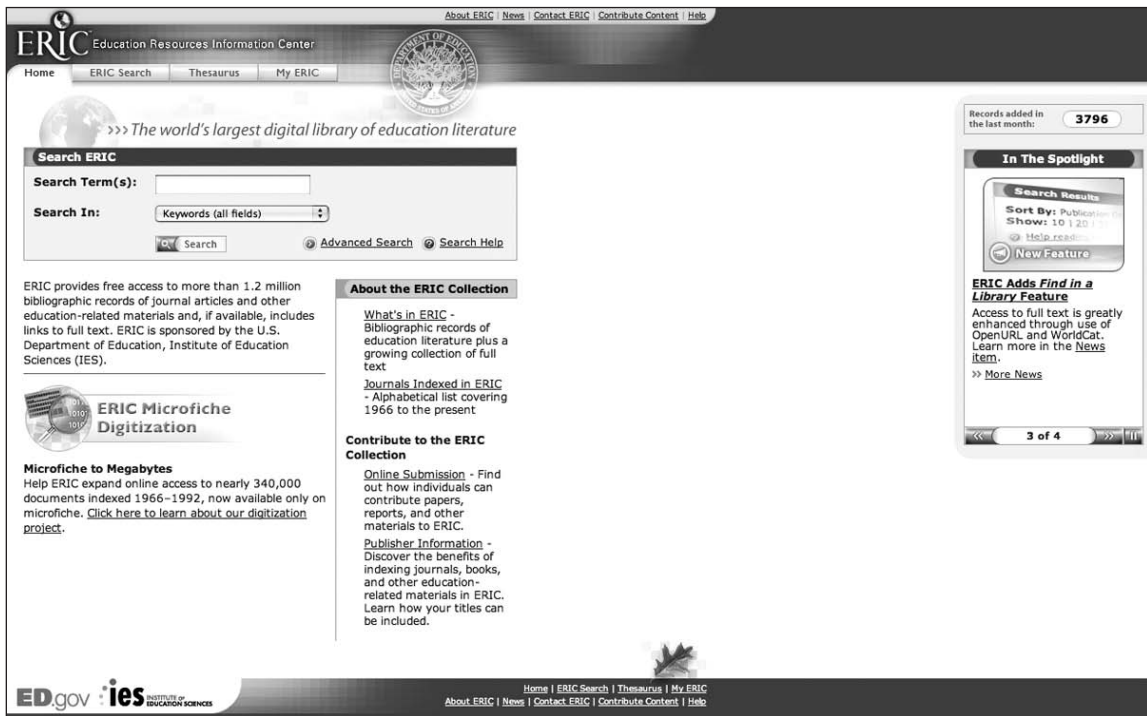 About ERIC | News | Contact ERIC | Contribute Content | Help
ERIC Education Resources Information Center
Home ERIC Search Thesaurus My ERIC
DEPARTMENT OF EDUCATION
UNITED STATES OF AMERICA
>>> The world's largest digital library of education literature
Search ERIC
Search Term(s):
Search In: Keywords (all fields)
Search Advanced Search Search Help
ERIC provides free access to more than 1.2 million
bibliographic records of journal articles and other
education-related materials and, if available, includes
links to full text. ERIC is sponsored by the U.S.
Department of Education, Institute of Education
Sciences (IES).
ERIC Microfiche
Digitization
Microfiche to Megabytes
Help ERIC expand online access to nearly 340,000
documents indexed 1966–1992, now available only on
microfiche. Click here to learn about our digitization
project.
About the ERIC Collection
What's in ERIC -
Bibliographic records of
education literature plus a
growing collection of full
text
Journals Indexed in ERIC
- Alphabetical list covering
1966 to the present
Contribute to the ERIC
Collection
Online Submission - Find
out how individuals can
contribute papers,
reports, and other
materials to ERIC.
Publisher Information -
Discover the benefits of
indexing journals, books,
and other education-
related materials in ERIC.
Learn how your titles can
be included.
Records added in
the last month: 3796
In The Spotlight
Search Results
Sort By: Publication
Show: 10 | 20 |
Help
New Feature
ERIC Adds Find in a
Library Feature
Access to full text is greatly
enhanced through use of
OpenURL and WorldCat.
Learn more in the News
item.
>> More News
3 of 4
ED.gov ies INSTITUTE OF
EDUCATION SCIENCES
Home | ERIC Search | Thesaurus | My ERIC
About ERIC | News | Contact ERIC | Contribute Content | Help